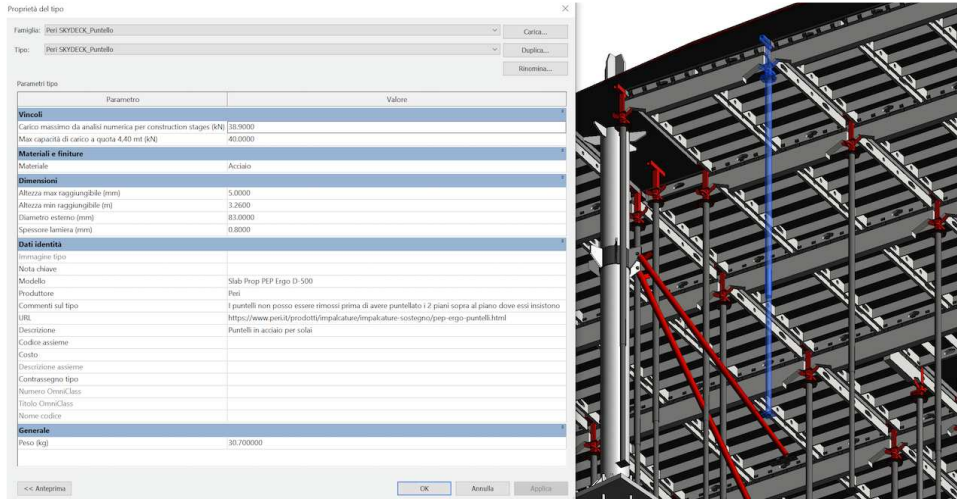 Proprietà del tipo
Famiglia: Peri SKYDECK_Puntello Carica...
Tipo: Peri SKYDECK_Puntello Duplica...
Rinomina...
Parametri tipo
Parametro Valore
Vincoli
Carico massimo da analisi numerica per construction stages (kN) 38.9000
Max capacità di carico a quota 4,40 mt (kN) 40.0000
Materiali e finiture
Materiale Acciaio
Dimensioni
Altezza max raggiungibile (mm) 5.0000
Altezza min raggiungibile (m) 3.2600
Diametro esterno (mm) 83.0000
Spessore lamiera (mm) 0.8000
Dati identità
Immagine tipo
Nota chiave
Modello Slab Prop PEP Ergo D-500
Produttore Peri
Commenti sul tipo I puntelli non posso essere rimossi prima di avere puntellato i 2 piani sopra al piano dove essi insistono
URL https://www.peri.it/prodotti/impalcature/impalcature-sostegno/pep-ergo-puntelli.html
Descrizione Puntelli in acciaio per solai
Codice assieme
Costo
Descrizione assieme
Contrassegno tipo
Numero OmniClass
Titolo OmniClass
Nome codice
Generale
Peso (kg) 30.700000
<< Anteprima OK Annulla Applica